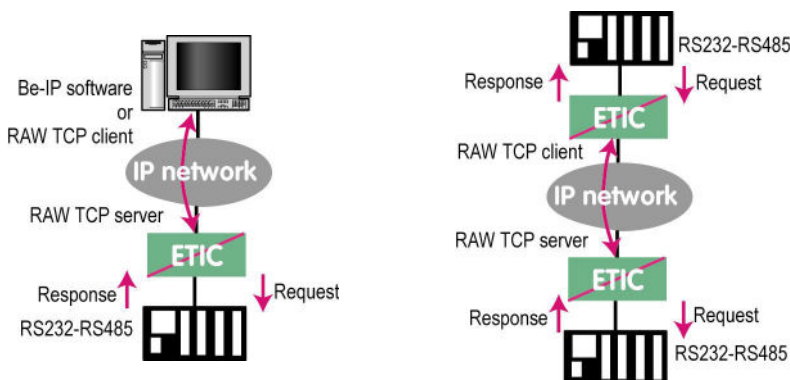 Be-IP software
or
RAW TCP client
IP network
RAW TCP server
ETIC
Response
Request
RS232-RS485
RS232-RS485
Response
Request
ETIC
RAW TCP client
IP network
RAW TCP server
ETIC
Response
Request
RS232-RS485